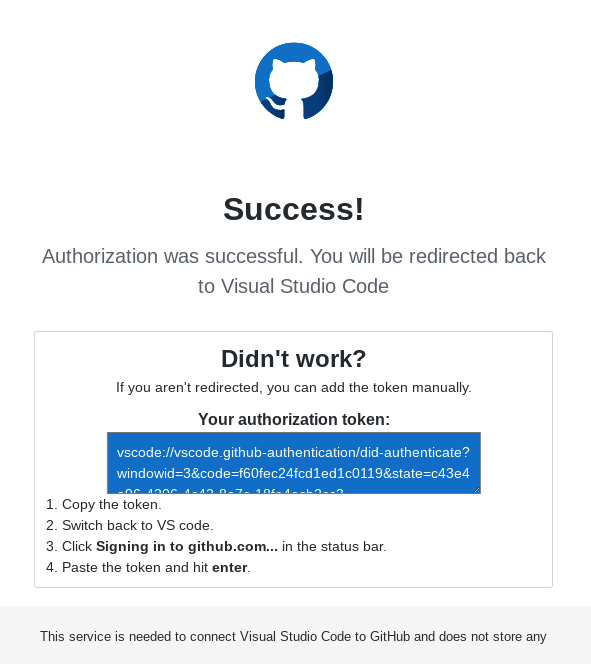 Success!
Authorization was successful. You will be redirected back
to Visual Studio Code
Didn't work?
If you aren't redirected, you can add the token manually.
Your authorization token:
vscode://vscode.github-authentication/did-authenticate?
windowid=3&code=f60fec24fcd1ed1c0119&state=c43e4
1. Copy the token.
2. Switch back to VS code.
3. Click Signing in to github.com... in the status bar.
4. Paste the token and hit enter.
This service is needed to connect Visual Studio Code to GitHub and does not store any